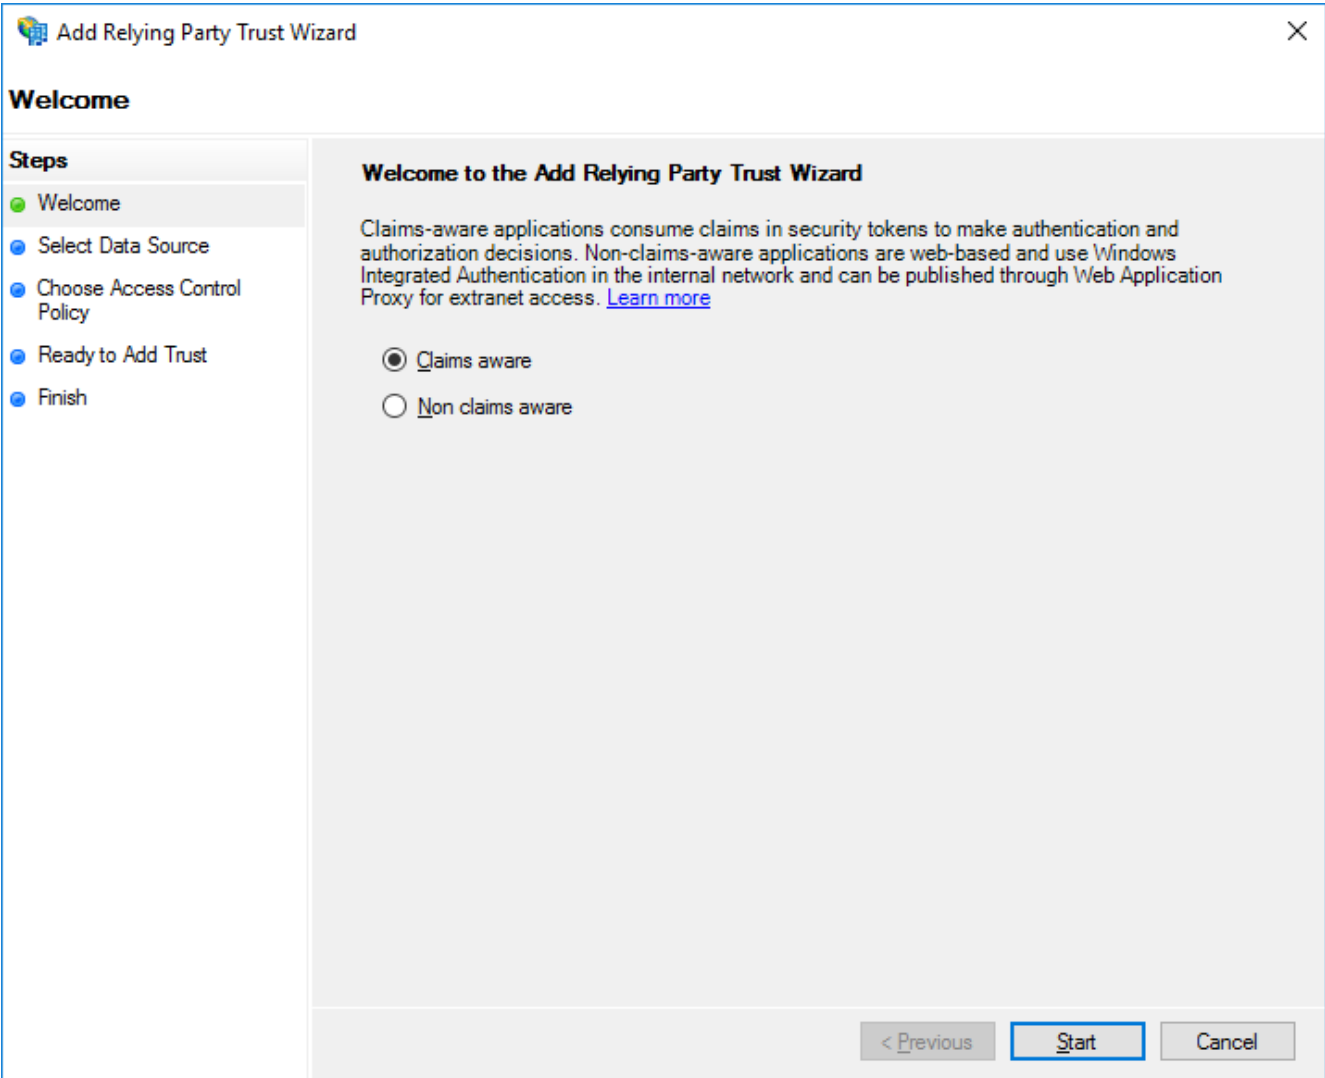 Add Relying Party Trust Wizard
Welcome
Steps
Welcome
Select Data Source
Choose Access Control
Policy
Ready to Add Trust
Finish
Welcome to the Add Relying Party Trust Wizard
Claims-aware applications consume claims in security tokens to make authentication and
authorization decisions. Non-claims-aware applications are web-based and use Windows
Integrated Authentication in the internal network and can be published through Web Application
Proxy for extranet access. Learn more
Claims aware
Non claims aware
< Previous
Start
Cancel